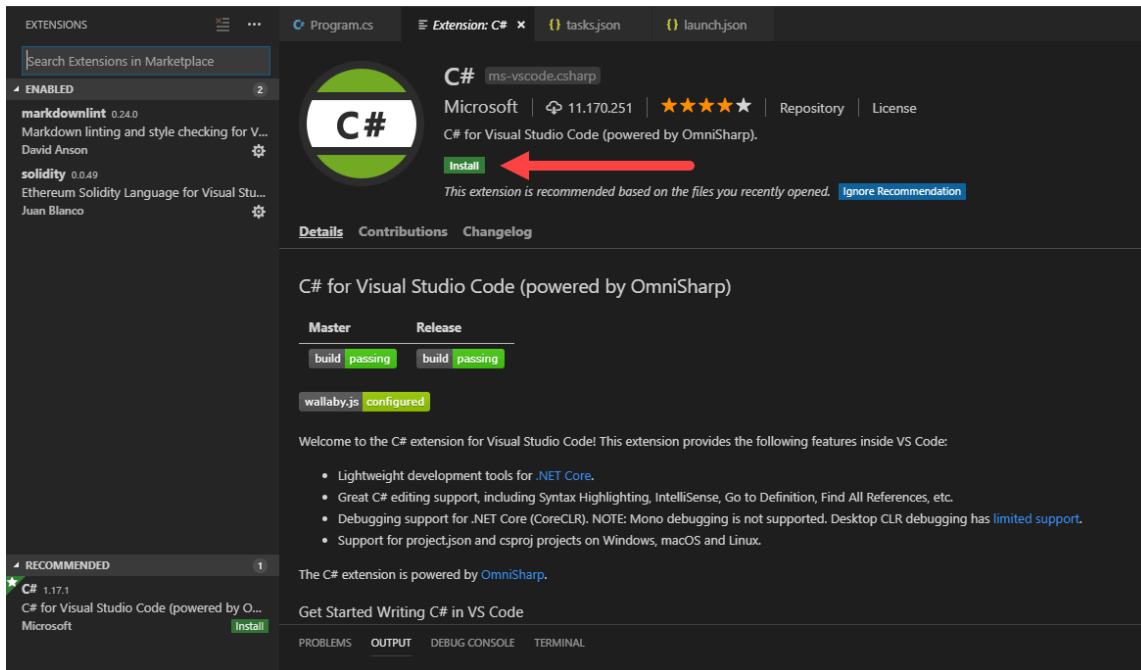 EXTENSIONS
Search Extensions in Marketplace
ENABLED 2
markdownlint 0.24.0
Markdown linting and style checking for V...
David Anson
solidity 0.0.49
Ethereum Solidity Language for Visual Stu...
Juan Blanco
RECOMMENDED 1
C# 1.17.1
C# for Visual Studio Code (powered by O...
Microsoft Install
Program.cs Extension: C# × {} tasks.json {} launch.json
C#
C# ms-vscode.csharp
Microsoft 11.170.251 Repository License
C# for Visual Studio Code (powered by OmniSharp).
Install
This extension is recommended based on the files you recently opened. Ignore Recommendation
Details Contributions Changelog
C# for Visual Studio Code (powered by OmniSharp)
Master Release
build passing build passing
wallaby.js configured
Welcome to the C# extension for Visual Studio Code! This extension provides the following features inside VS Code:
• Lightweight development tools for .NET Core.
• Great C# editing support, including Syntax Highlighting, IntelliSense, Go to Definition, Find All References, etc.
• Debugging support for .NET Core (CoreCLR). NOTE: Mono debugging is not supported. Desktop CLR debugging has limited support.
• Support for project.json and csproj projects on Windows, macOS and Linux.
The C# extension is powered by OmniSharp.
Get Started Writing C# in VS Code
PROBLEMS OUTPUT DEBUG CONSOLE TERMINAL